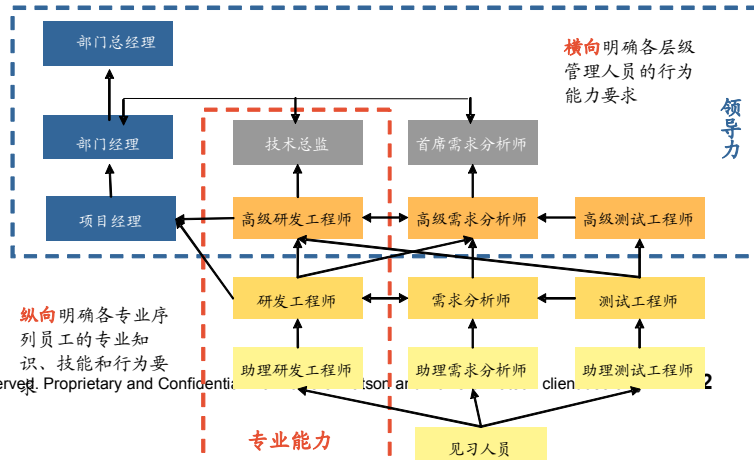 部门总经理
横向明确各层级
管理人员的行为
能力要求
领导力
部门经理
技术总监
首席需求分析师
项目经理
高级研发工程师
高级需求分析师
高级测试工程师
研发工程师
需求分析师
测试工程师
纵向明确各专业序
列员工的专业知
识、技能和行为要
求
助理研发工程师
助理需求分析师
助理测试工程师
erved. Proprietary and Confidentia
tson an
clien
2
专业能力
见习人员